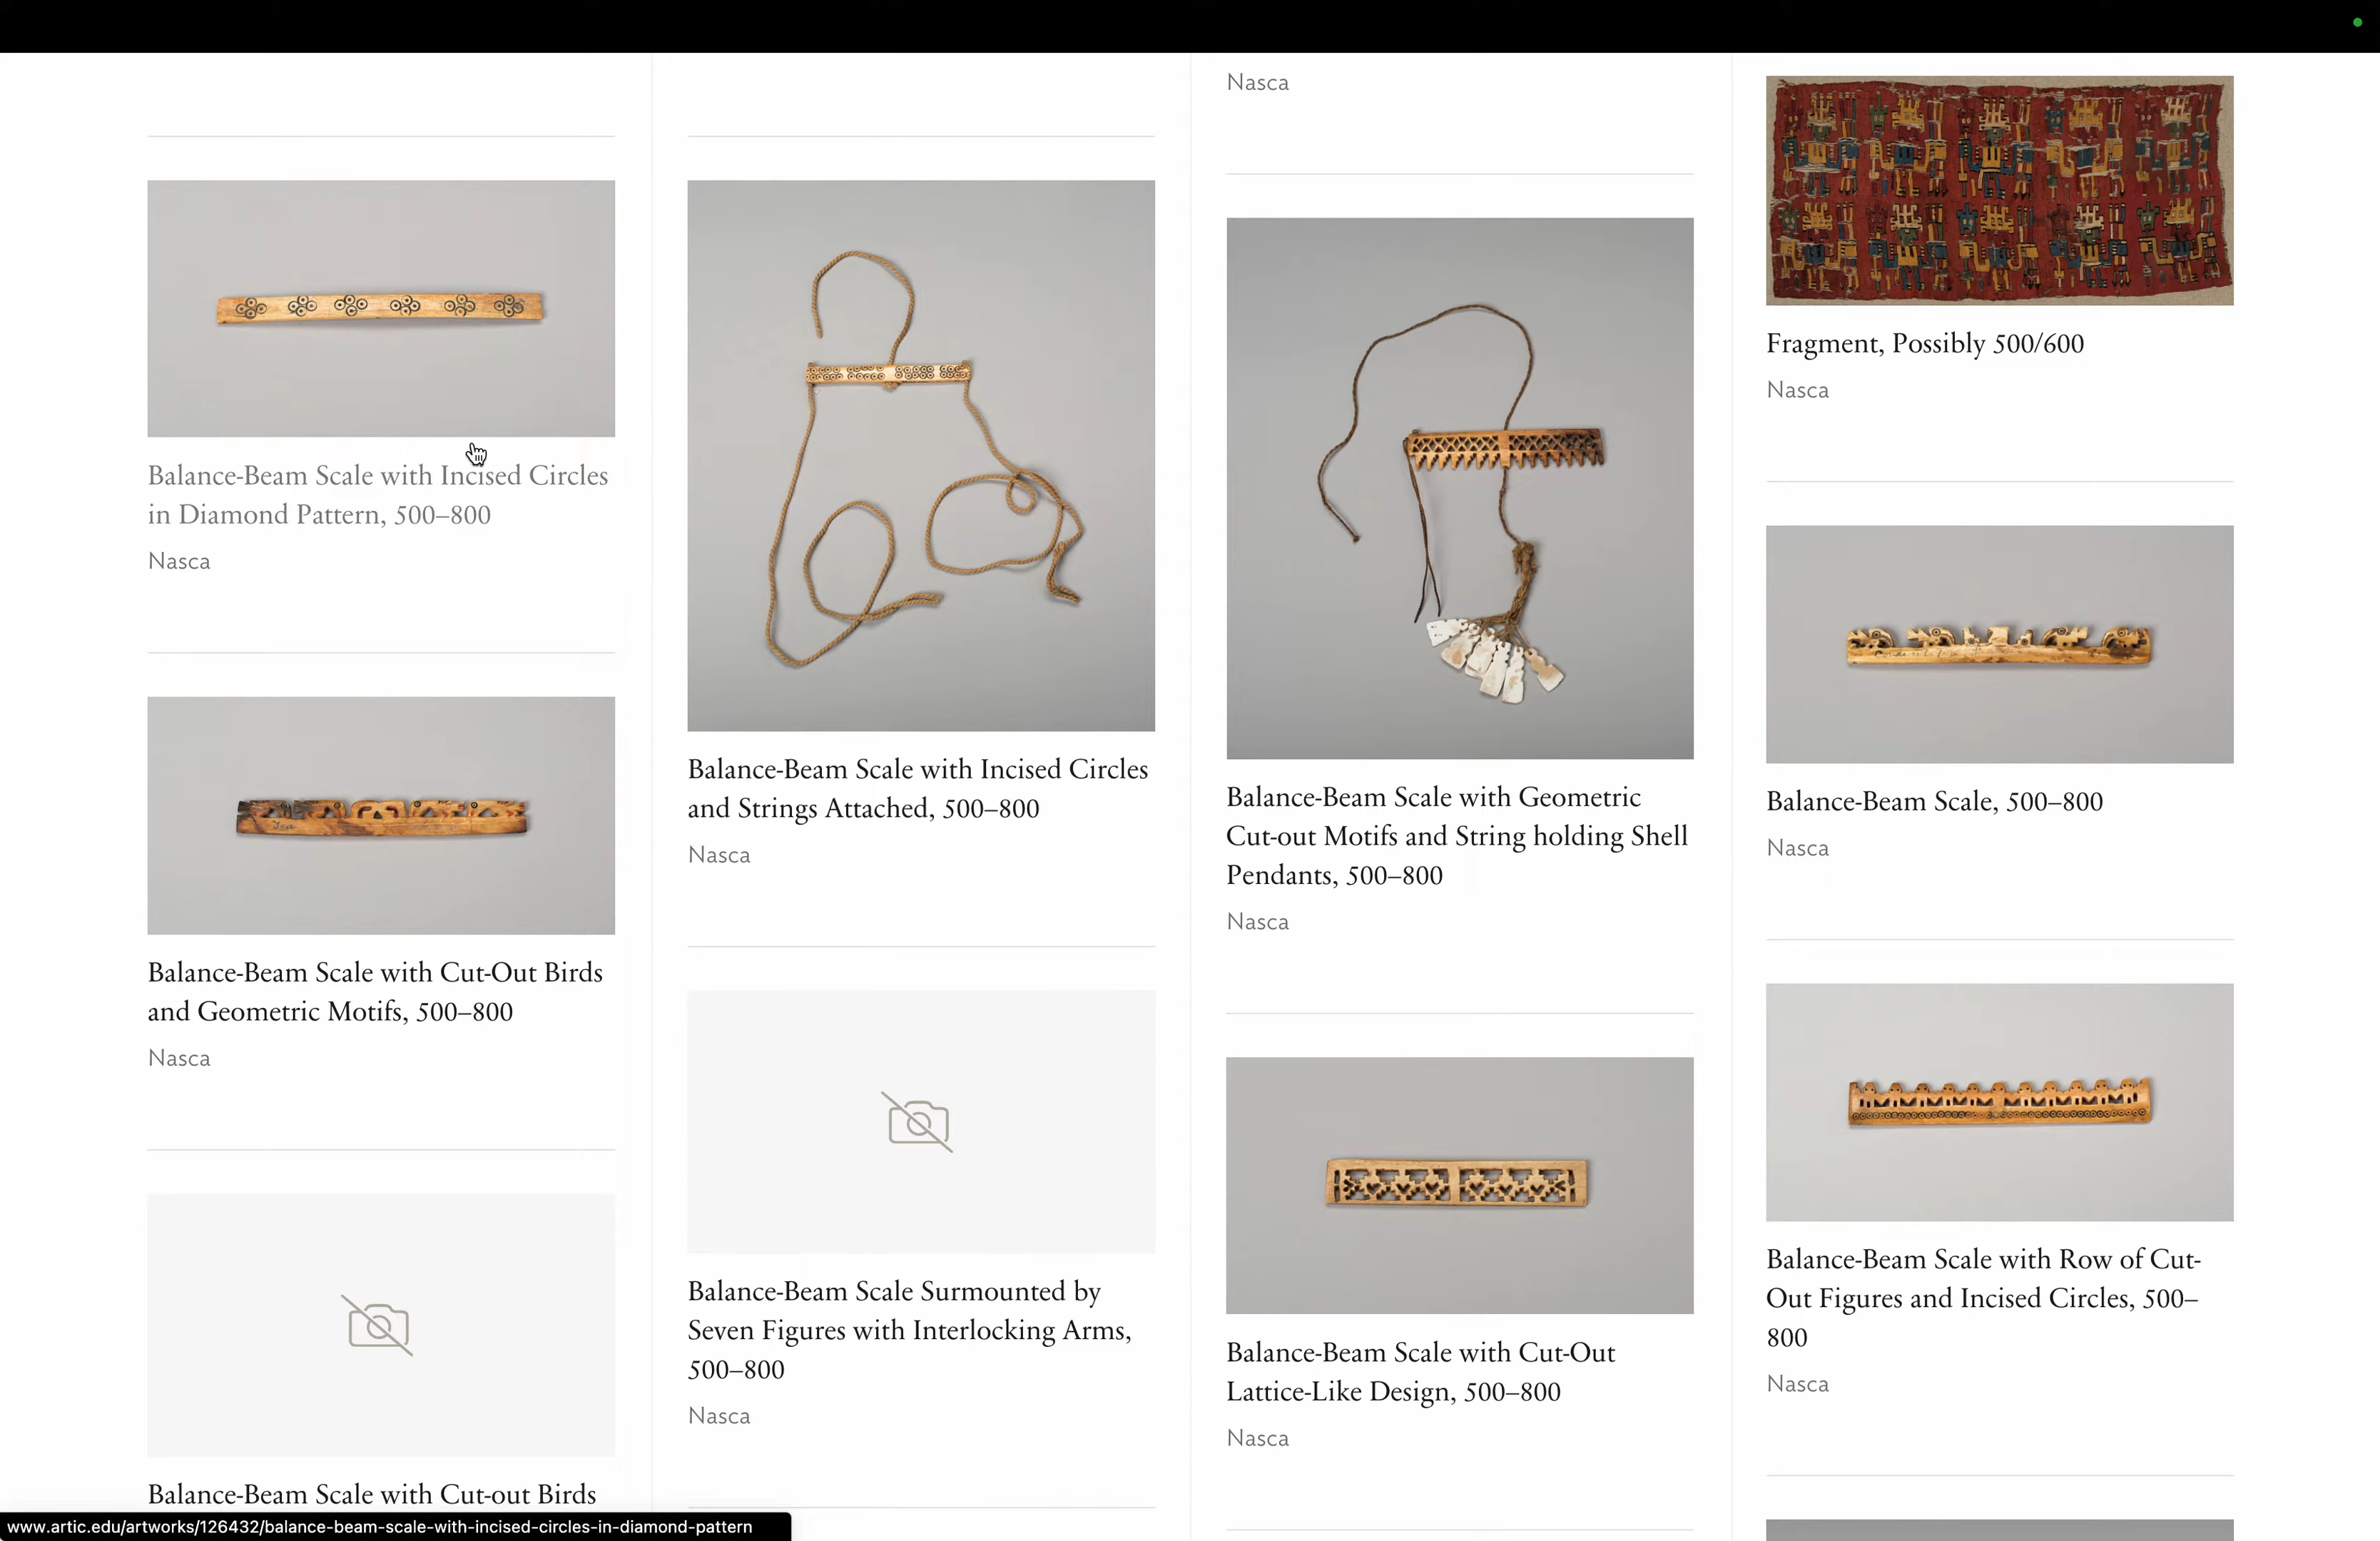 Balance-Beam Scale with Incised Circles
in Diamond Pattern, 500–800
Nasca
Balance-Beam Scale with Cut-Out Birds
and Geometric Motifs, 500–800
Nasca
Balance-Beam Scale with Cut-out Birds
Balance-Beam Scale with Incised Circles
and Strings Attached, 500–800
Nasca
Balance-Beam Scale Surmounted by
Seven Figures with Interlocking Arms,
500–800
Nasca
Nasca
Balance-Beam Scale with Geometric
Cut-out Motifs and String holding Shell
Pendants, 500–800
Nasca
Balance-Beam Scale with Cut-Out
Lattice-Like Design, 500–800
Nasca
Fragment, Possibly 500/600
Nasca
Balance-Beam Scale, 500–800
Nasca
Balance-Beam Scale with Row of Cut-
Out Figures and Incised Circles, 500–
800
Nasca
www.artic.edu/artworks/126432/balance-beam-scale-with-incised-circles-in-diamond-pattern